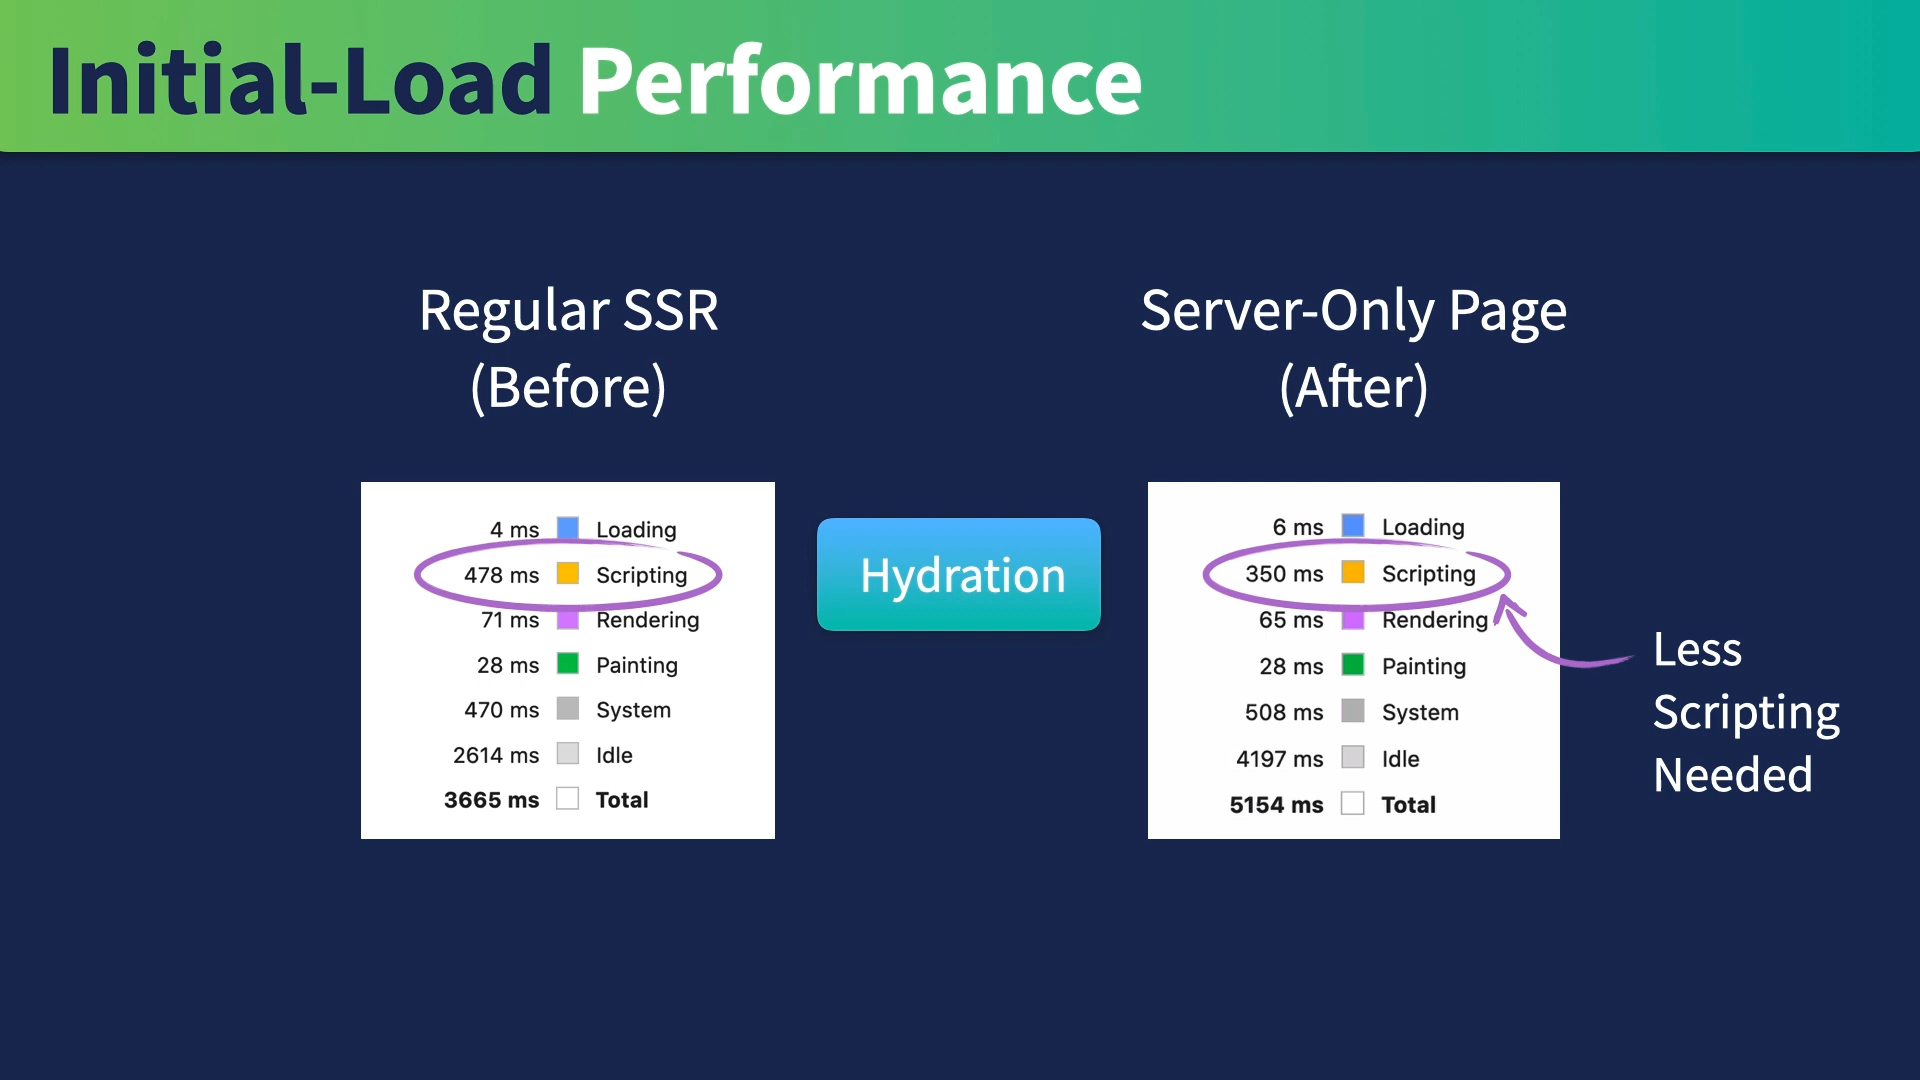 Initial-Load Performance
Regular SSR
(Before)
4 ms Loading
478 ms Scripting
71 ms Rendering
28 ms Painting
470 ms System
2614 ms Idle
3665 ms Total
Hydration
Server-Only Page
(After)
6 ms Loading
350 ms Scripting
65 ms Rendering
28 ms Painting
508 ms System
4197 ms Idle
5154 ms Total
Less
Scripting
Needed